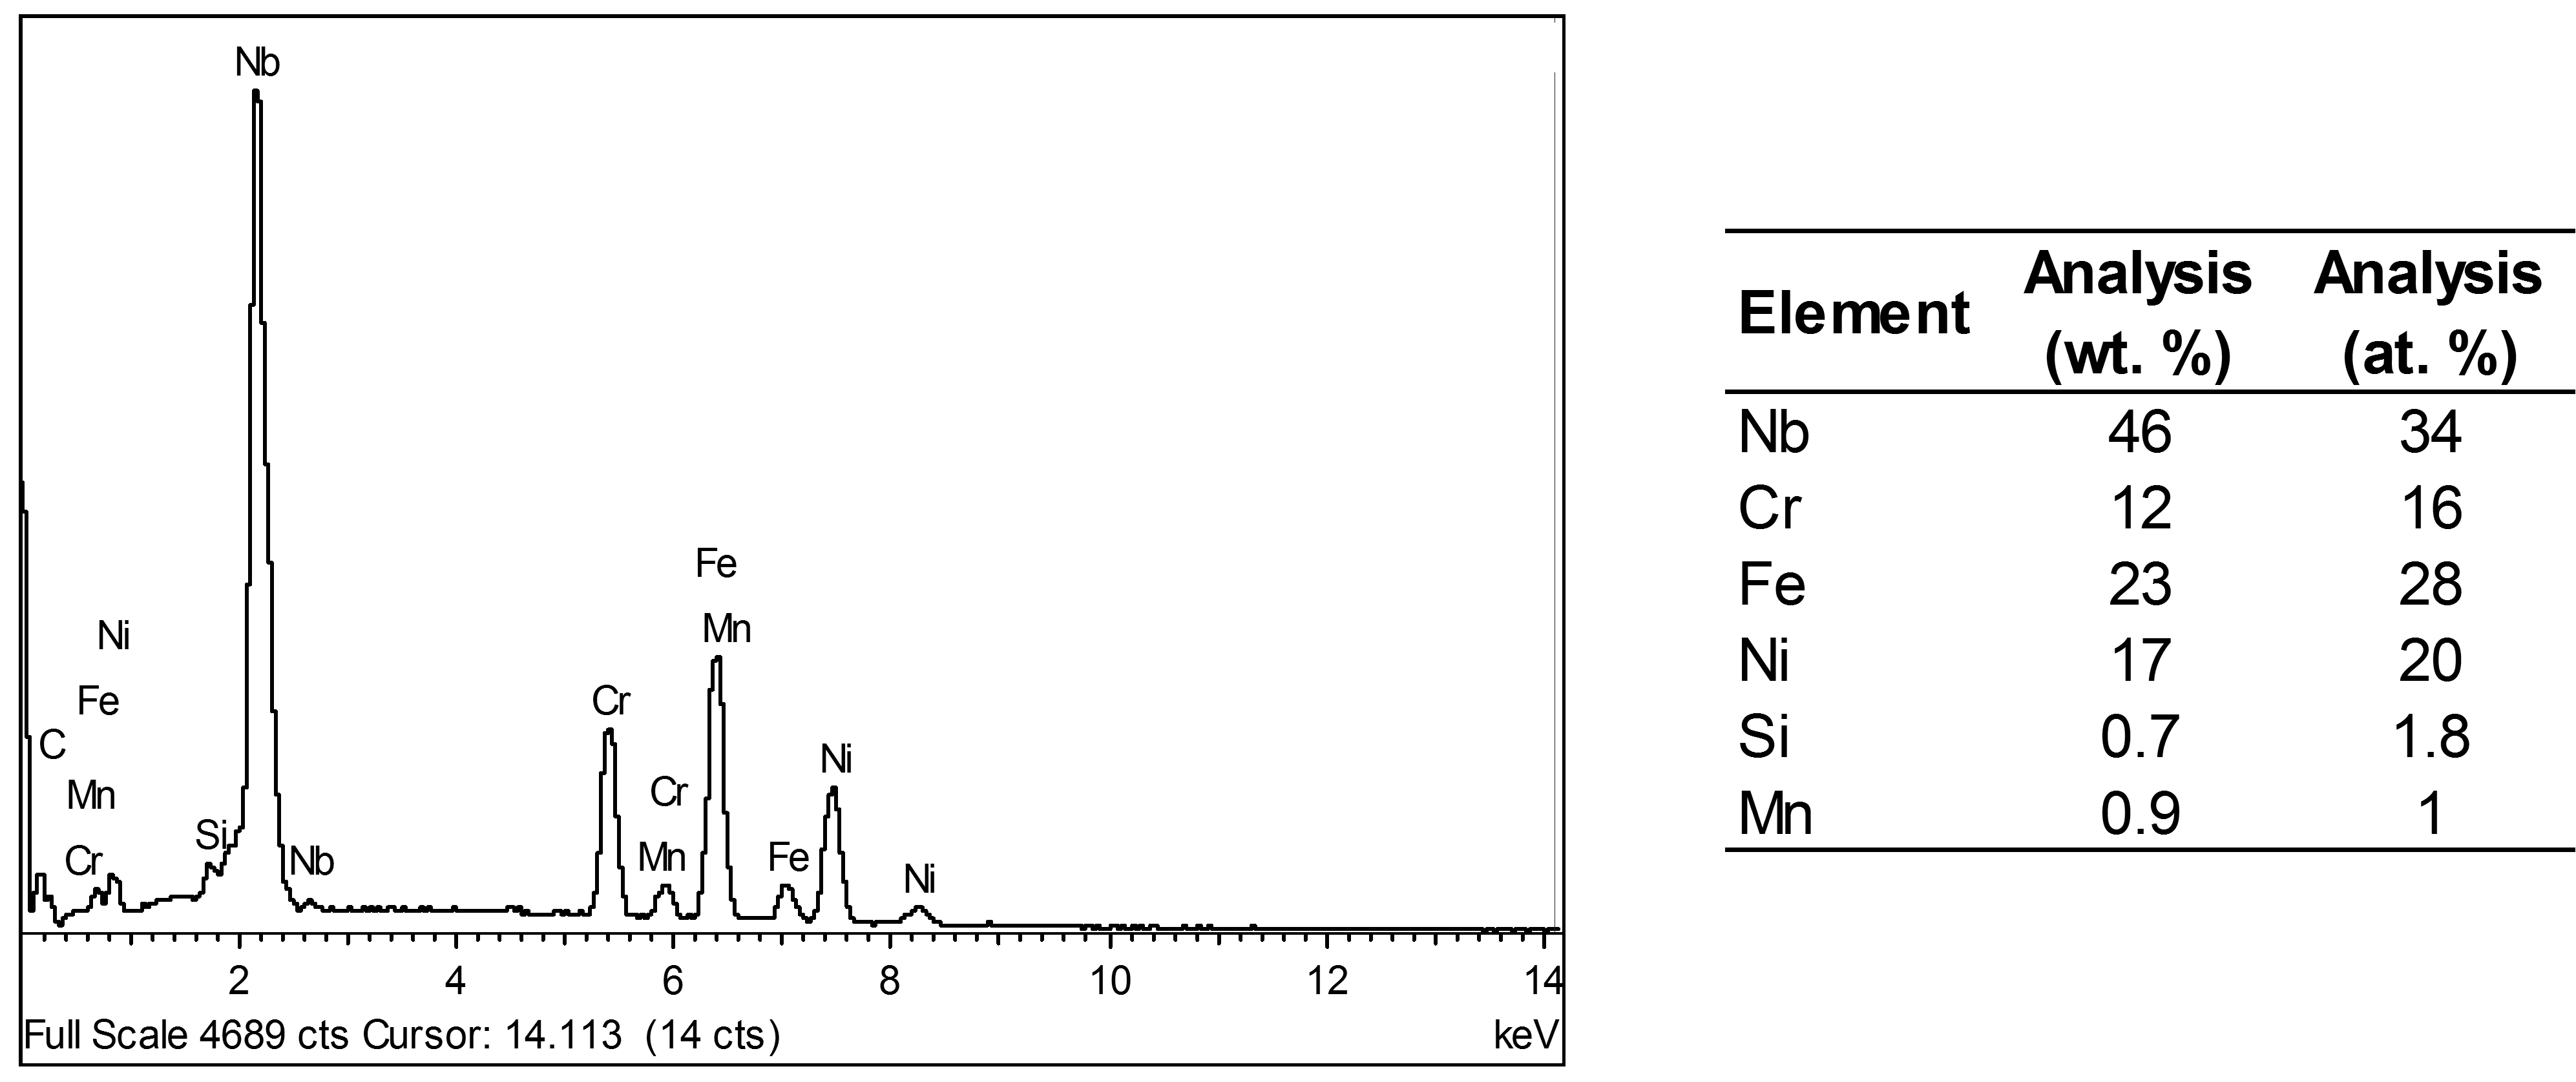 Nb
Fe
Mn
Ni
Fe
C
Mn
Cr
Si
Nb
Cr
Cr
Mn
Fe
Ni
Ni
2 4 6 8 10 12 14
Full Scale 4689 cts Cursor: 14.113 (14 cts) keV
Element Analysis (wt. %) Analysis (at. %)
Nb 46 34
Cr 12 16
Fe 23 28
Ni 17 20
Si 0.7 1.8
Mn 0.9 1